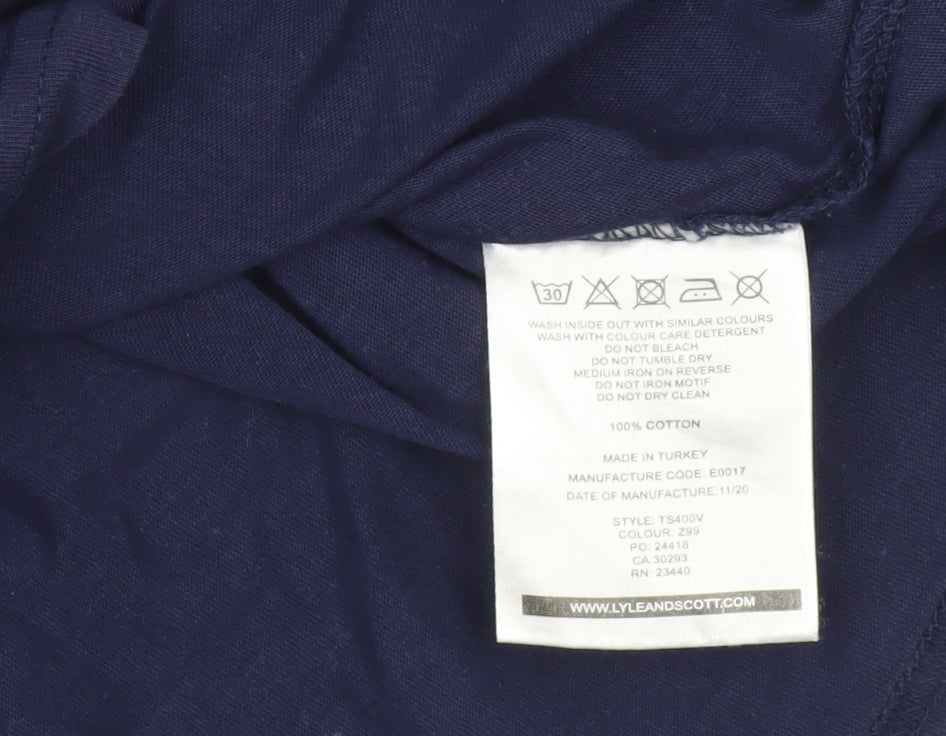 30
WASH INSIDE OUT WITH SIMILAR COLOURS
WASH WITH COLOUR CARE DETERGENT
DO NOT BLEACH
DO NOT TUMBLE DRY
MEDIUM IRON ON REVERSE
DO NOT IRON MOTIF
DO NOT DRY CLEAN
100% COTTON
MADE IN TURKEY
MANUFACTURE CODE: E0017
DATE OF MANUFACTURE:11/20
STYLE: TS400V
COLOUR: Z99
PO: 24418
CA:30293
RN: 23440
WWW.LYLEANDSCOTT.COM